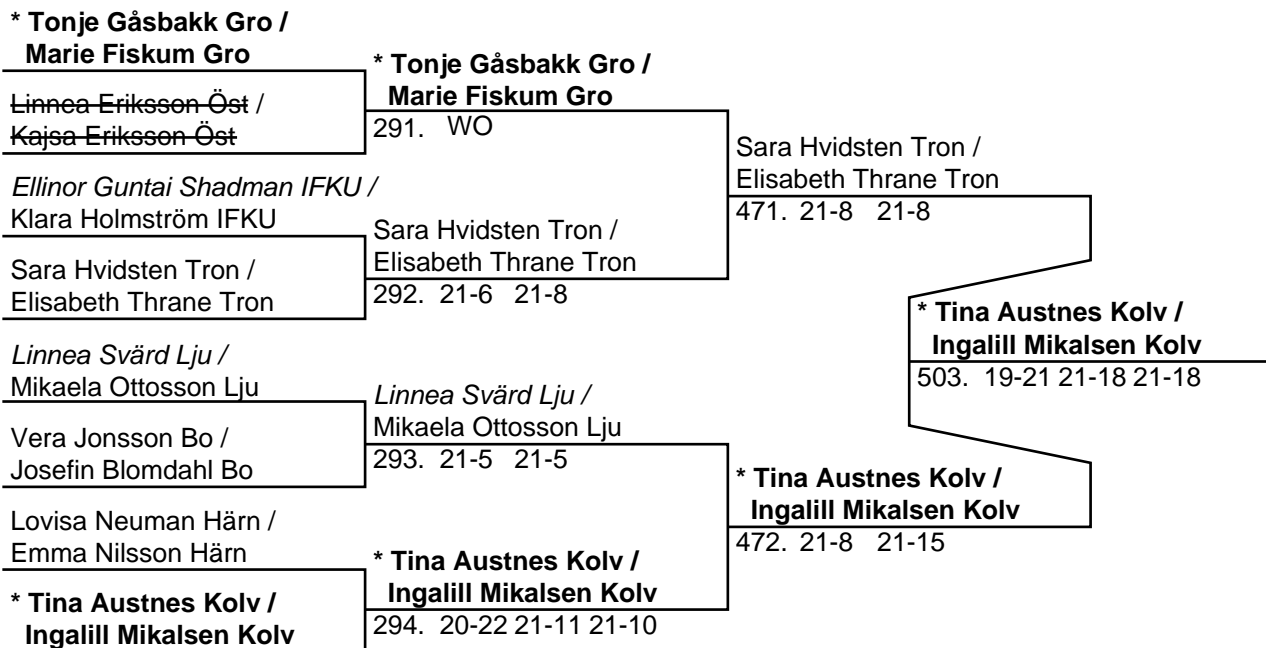 * Tonje Gåsbakk Gro /
Marie Fiskum Gro
Linnea Eriksson Öst /
Kajsa Eriksson Öst
Ellinor Guntai Shadman IFKU /
Klara Holmström IFKU
Sara Hvidsten Tron /
Elisabeth Thrane Tron
Linnea Svärd Lju /
Mikaela Ottosson Lju
Vera Jonsson Bo /
Josefin Blomdahl Bo
Lovisa Neuman Härn /
Emma Nilsson Härn
* Tina Austnes Kolv /
Ingalill Mikalsen Kolv
* Tonje Gåsbakk Gro /
Marie Fiskum Gro
291. WO
Sara Hvidsten Tron /
Elisabeth Thrane Tron
292. 21-6 21-8
Linnea Svärd Lju /
Mikaela Ottosson Lju
293. 21-5 21-5
* Tina Austnes Kolv /
Ingalill Mikalsen Kolv
294. 20-22 21-11 21-10
Sara Hvidsten Tron /
Elisabeth Thrane Tron
471. 21-8 21-8
* Tina Austnes Kolv /
Ingalill Mikalsen Kolv
472. 21-8 21-15
* Tina Austnes Kolv /
Ingalill Mikalsen Kolv
503. 19-21 21-18 21-18